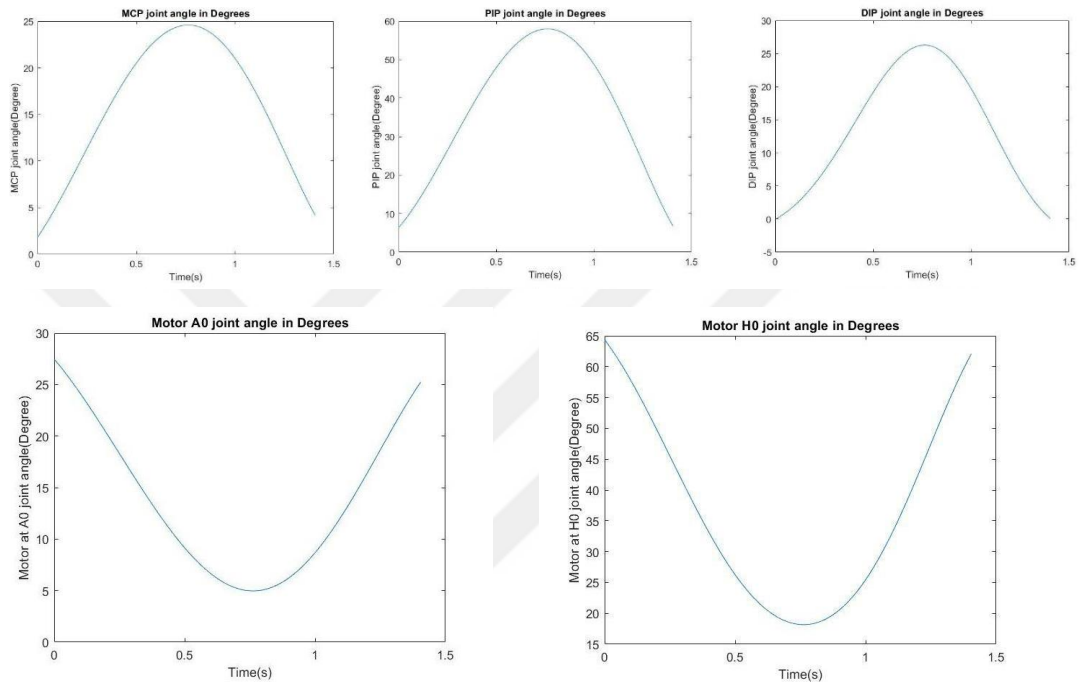 MCP joint angle in Degrees
25
20
15
10
5
0
MCP joint angle(Degree)
0 0.5 1 1.5
Time(s)
PIP joint angle in Degrees
60
50
40
30
20
10
0
PIP joint angle(Degree)
0 0.5 1 1.5
Time(s)
DIP joint angle in Degrees
30
25
20
15
10
5
0
-5
DIP joint angle(Degree)
0 0.5 1 1.5
Time(s)
Motor A0 joint angle in Degrees
30
25
20
15
10
5
0
Motor at A0 joint angle(Degree)
0 0.5 1 1.5
Time(s)
Motor H0 joint angle in Degrees
65
60
55
50
45
40
35
30
25
20
15
Motor at H0 joint angle(Degree)
0 0.5 1 1.5
Time(s)